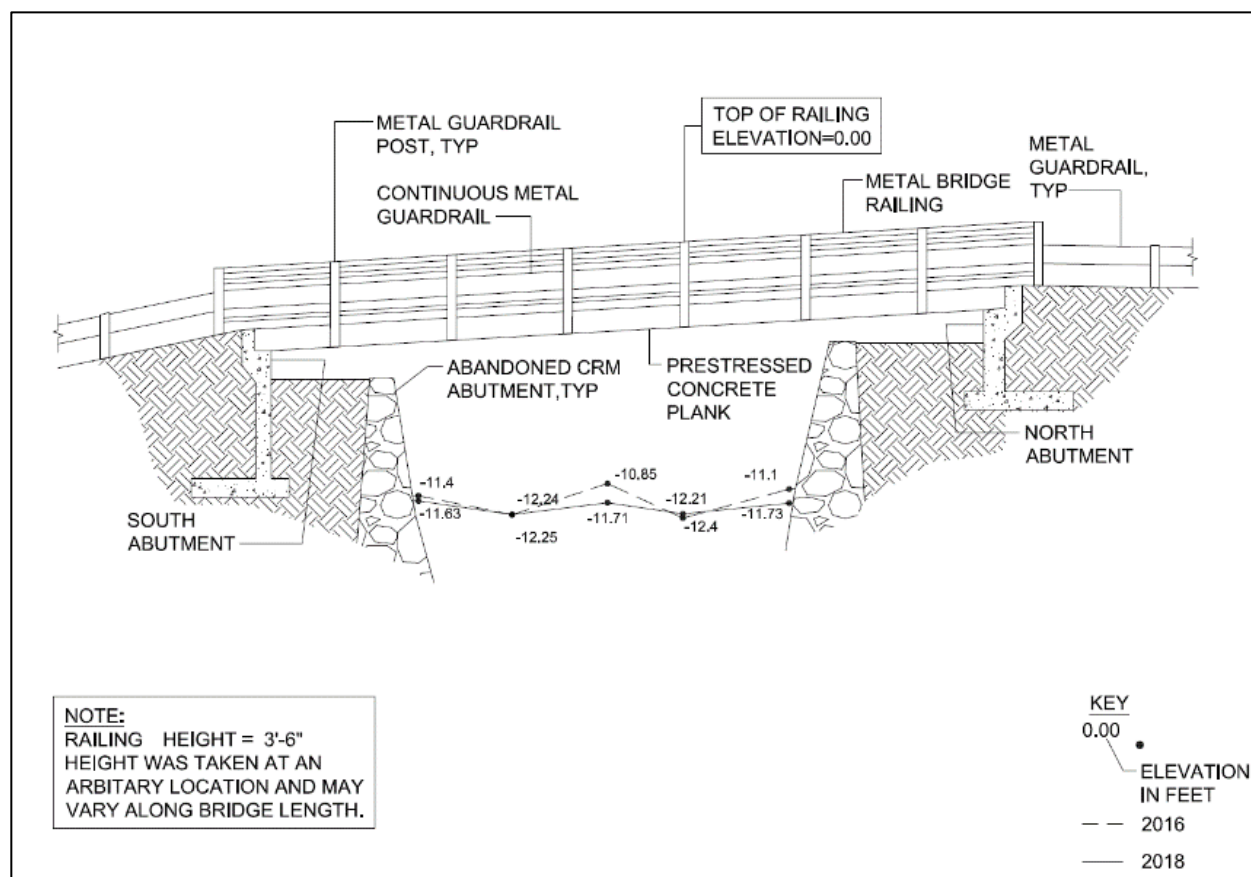 METAL GUARDRAIL
POST, TYP
TOP OF RAILING
ELEVATION=0.00
METAL
GUARDRAIL,
TYP
CONTINUOUS METAL
GUARDRAIL
METAL BRIDGE
RAILING
ABANDONED CRM
ABUTMENT,TYP
PRESTRESSED
CONCRETE
PLANK
NORTH
ABUTMENT
SOUTH
ABUTMENT
-11.4
-11.63
-12.24
-12.25
-10.85
-11.71
-12.21
-12.4
-11.1
-11.73
NOTE:
RAILING HEIGHT = 3'-6"
HEIGHT WAS TAKEN AT AN
ARBITARY LOCATION AND MAY
VARY ALONG BRIDGE LENGTH.
KEY
0.00
ELEVATION
IN FEET
2016
2018